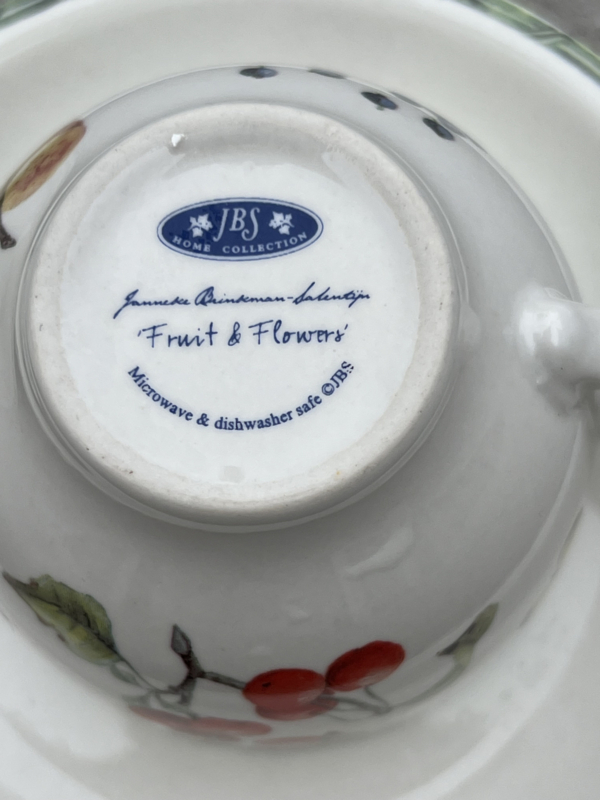 JBS
HOME COLLECTION
Janneke Brinkman-Salentijn
'Fruit & Flowers'
Microwave & dishwasher safe ©JBS